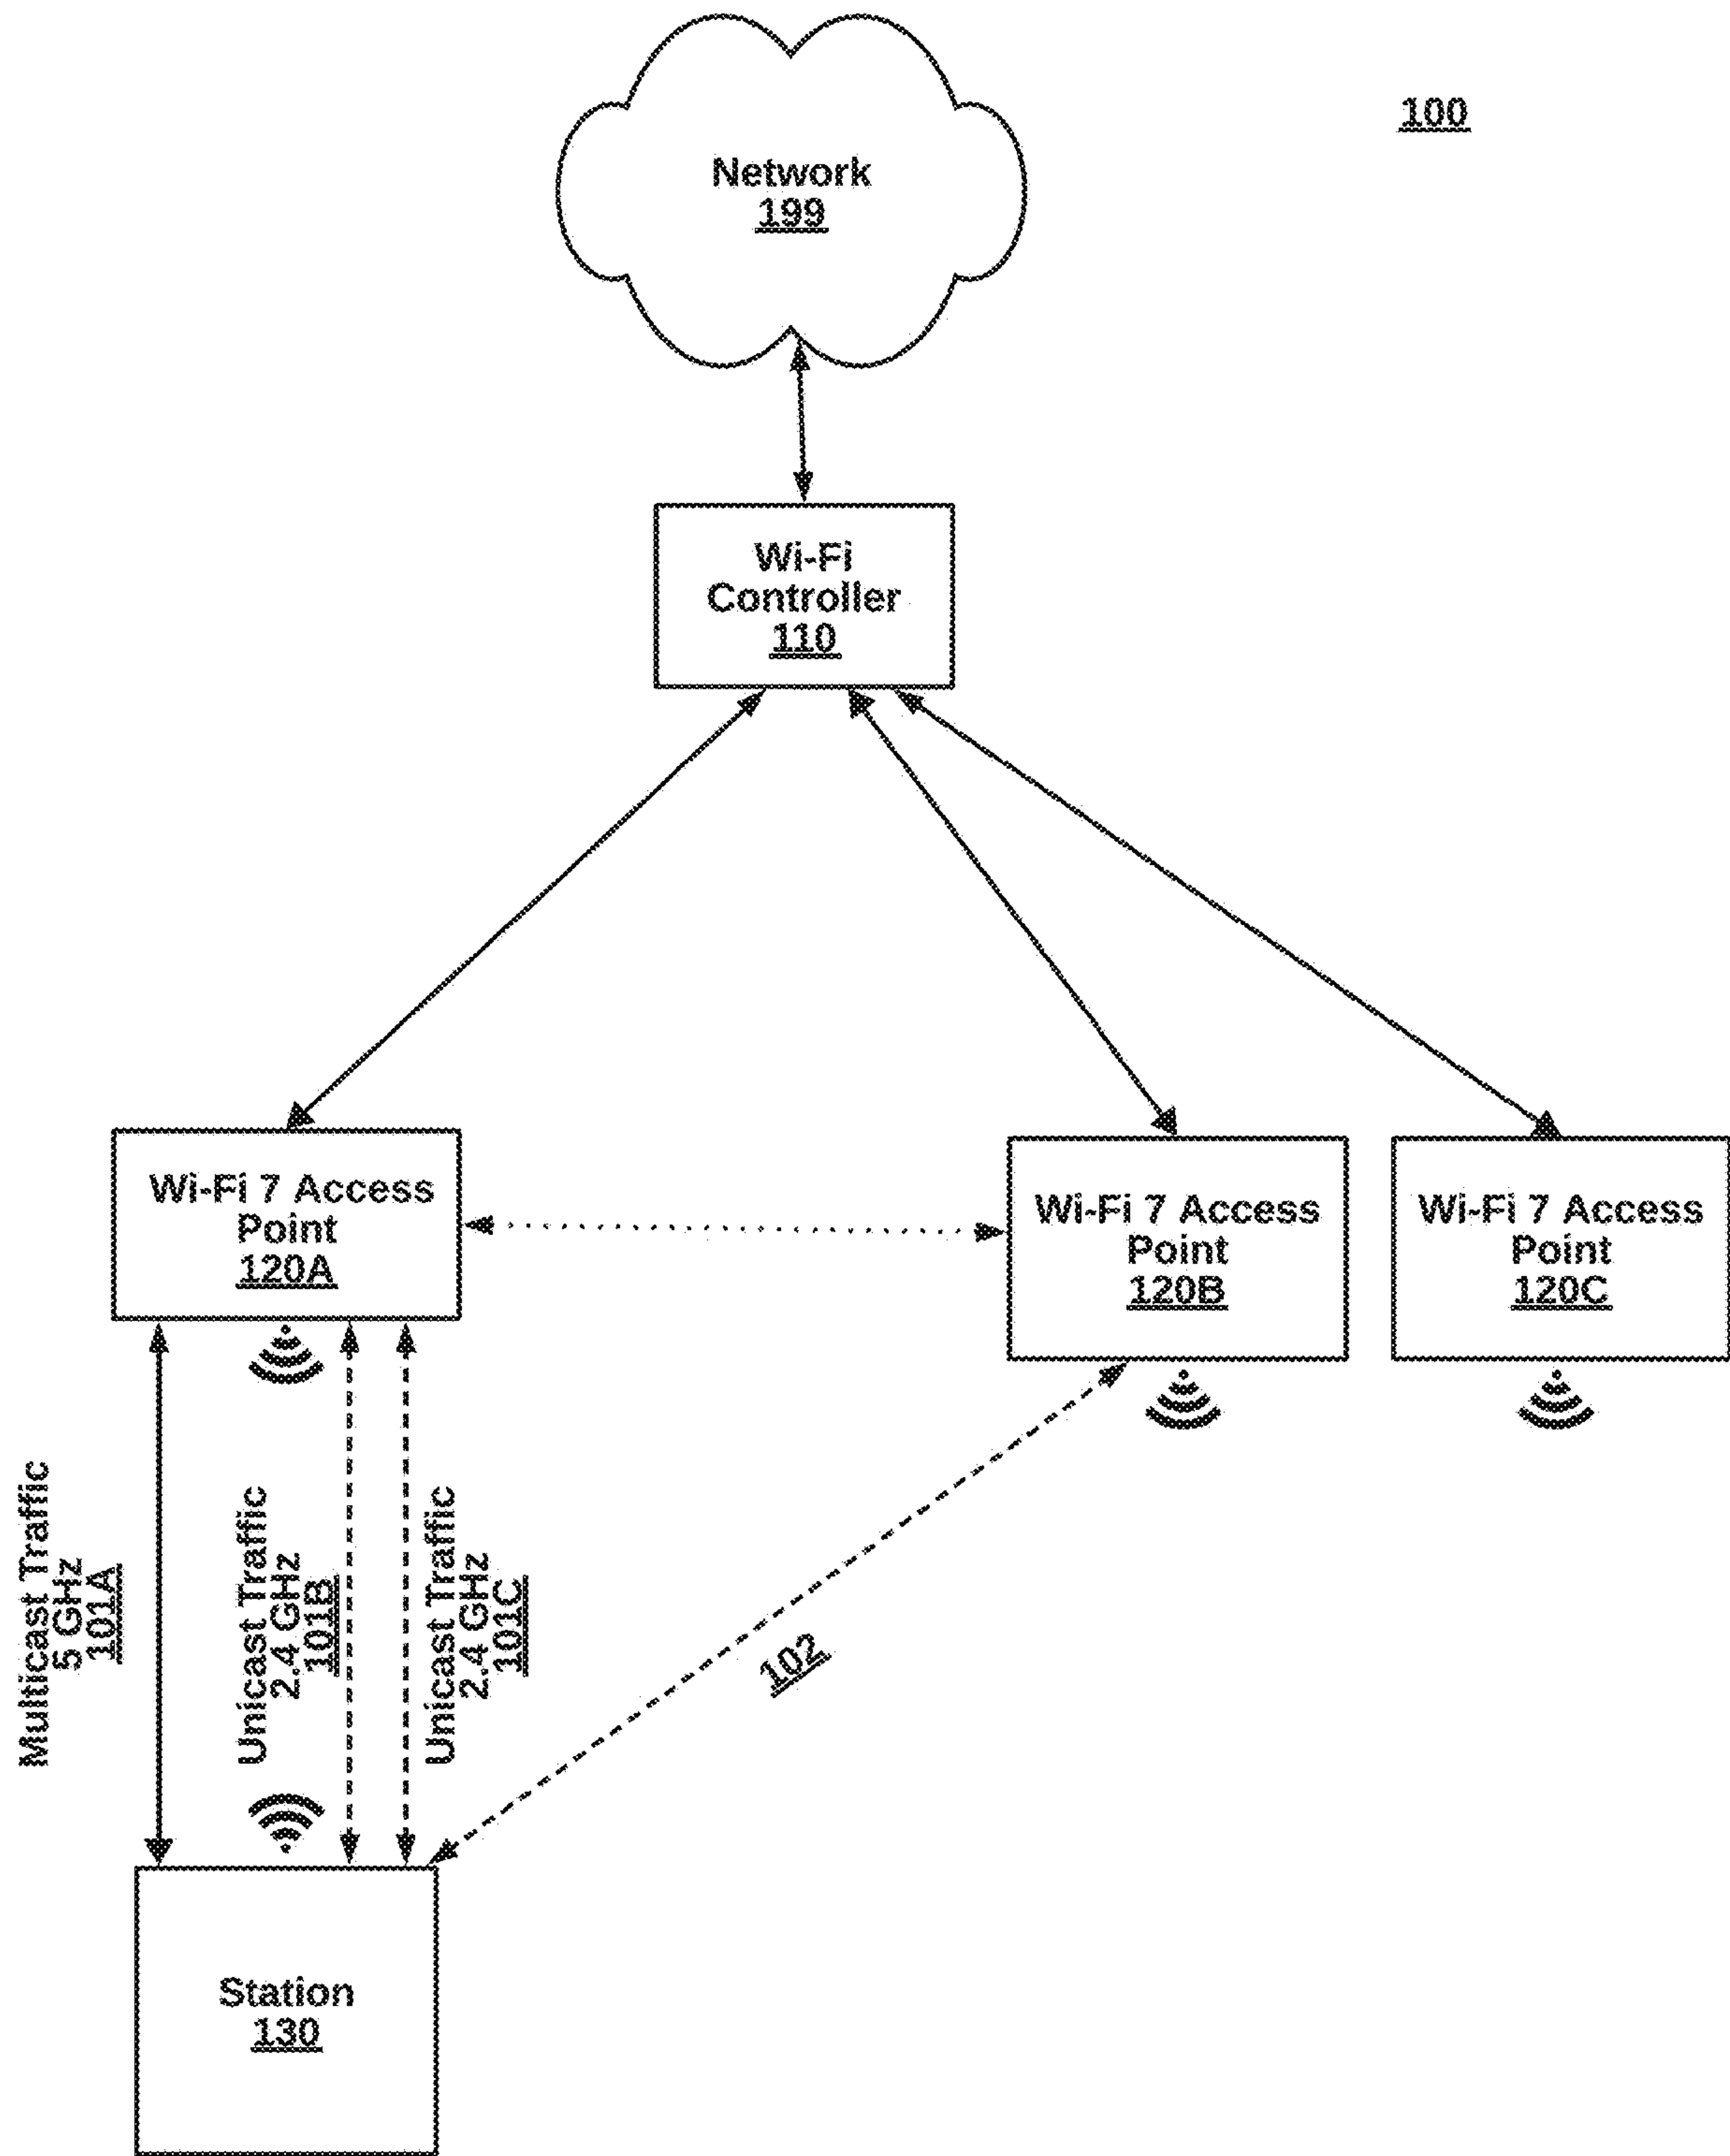 100
Network
199
Wi-Fi
Controller
110
Wi-Fi 7 Access
Point
120A
Wi-Fi 7 Access
Point
120B
Wi-Fi 7 Access
Point
120C
Multicast Traffic
5 GHz
101A
Unicast Traffic
2.4 GHz
101B
Unicast Traffic
2.4 GHz
101C
102
Station
130